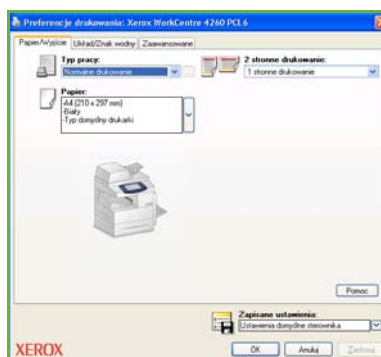 Preferencje drukowania: Xerox WorkCentre 4260 PCL6
Papier/Wyjście Układ/Znak wodny Zaawansowane
Typ pracy: 2 stronne drukowanie:
Normalne drukowanie 1 stronne drukowanie
Papier:
-A4 (210 x 297 mm)
-Biały
-Typ domyślny drukarki
Pomoc
Zapisane ustawienia:
Ustawienia domyślne sterownika
XEROX OK Anuluj Zastosuj